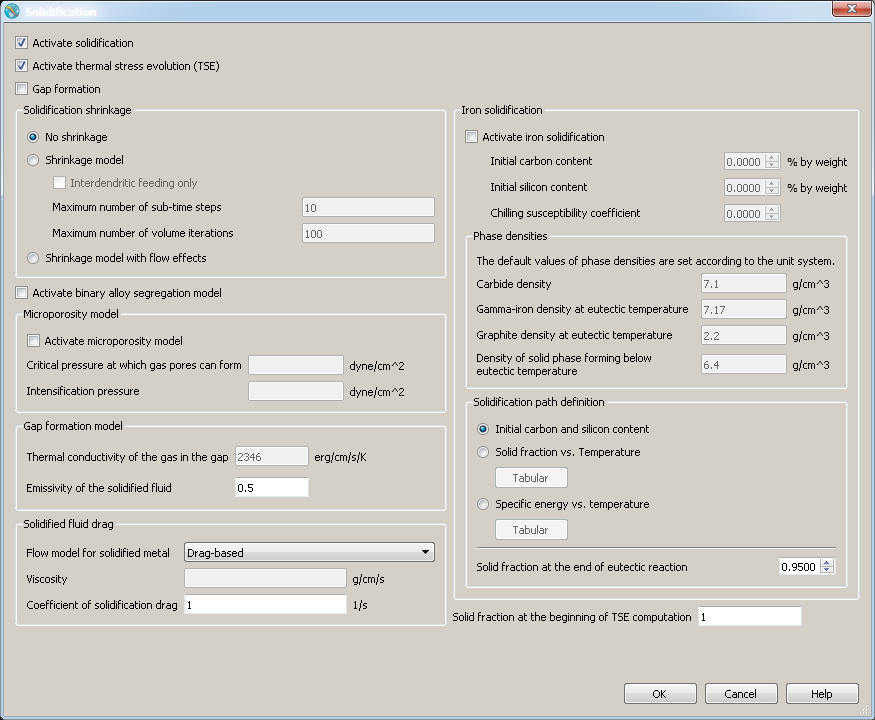 Solidification
Activate solidification
Activate thermal stress evolution (TSE)
Gap formation
Solidification shrinkage
No shrinkage
Shrinkage model
Interdendritic feeding only
Maximum number of sub-time steps 10
Maximum number of volume iterations 100
Shrinkage model with flow effects
Activate binary alloy segregation model
Microporosity model
Activate microporosity model
Critical pressure at which gas pores can form dyne/cm^2
Intensification pressure dyne/cm^2
Gap formation model
Thermal conductivity of the gas in the gap 2346 erg/cm/s/K
Emissivity of the solidified fluid 0.5
Solidified fluid drag
Flow model for solidified metal Drag-based
Viscosity g/cm/s
Coefficient of solidification drag 1 1/s
Iron solidification
Activate iron solidification
Initial carbon content 0.0000 % by weight
Initial silicon content 0.0000 % by weight
Chilling susceptibility coefficient 0.0000
Phase densities
The default values of phase densities are set according to the unit system.
Carbide density 7.1 g/cm^3
Gamma-iron density at eutectic temperature 7.17 g/cm^3
Graphite density at eutectic temperature 2.2 g/cm^3
Density of solid phase forming below
eutectic temperature 6.4 g/cm^3
Solidification path definition
Initial carbon and silicon content
Solid fraction vs. Temperature
Tabular
Specific energy vs. temperature
Tabular
Solid fraction at the end of eutectic reaction 0.9500
Solid fraction at the beginning of TSE computation 1
OK Cancel Help